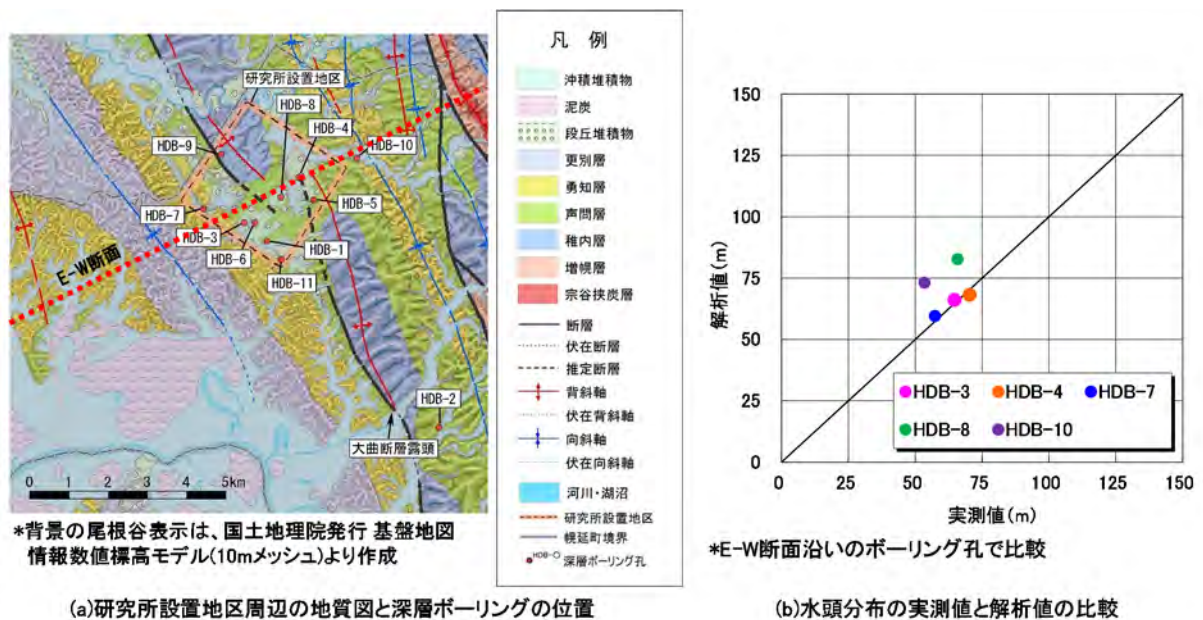 研究所設置地区
HDB-8
HDB-4
HDB-10
HDB-9
HDB-5
HDB-7
HDB-3
HDB-6
HDB-1
HDB-11
E-W断面
HDB-2
大曲断層露頭
0 1 2 3 4 5km
*背景の尾根谷表示は、国土地理院発行 基盤地図
情報数値標高モデル(10mメッシュ)より作成
凡 例
沖積堆積物
泥炭
段丘堆積物
更別層
勇知層
声問層
稚内層
増幌層
宗谷挟炭層
断層
伏在断層
推定断層
背斜軸
伏在背斜軸
向斜軸
伏在向斜軸
河川・湖沼
研究所設置地区
幌延町境界
HDB-○ 深層ボーリング孔
150
125
100
75
50
25
0
解析値(m)
0 25 50 75 100 125 150
実測値(m)
HDB-3 HDB-4 HDB-7
HDB-8 HDB-10
*E-W断面沿いのボーリング孔で比較
(a)研究所設置地区周辺の地質図と深層ボーリングの位置
(b)水頭分布の実測値と解析値の比較